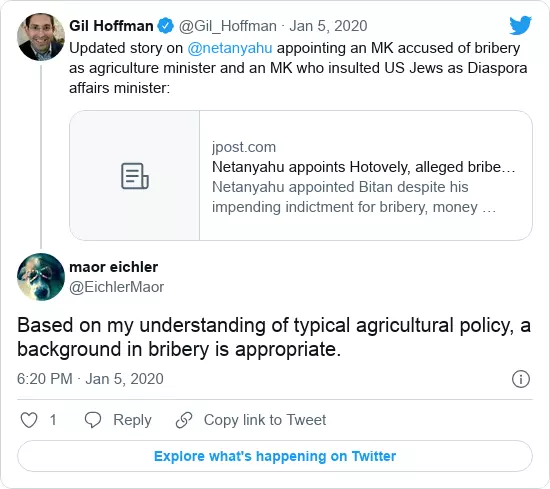 Gil Hoffman @Gil_Hoffman · Jan 5, 2020
Updated story on @netanyahu appointing an MK accused of bribery
as agriculture minister and an MK who insulted US Jews as Diaspora
affairs minister:
jpost.com
Netanyahu appoints Hotovely, alleged bribe…
Netanyahu appointed Bitan despite his
impending indictment for bribery, money …
maor eichler
@EichlerMaor
Based on my understanding of typical agricultural policy, a
background in bribery is appropriate.
6:20 PM · Jan 5, 2020
1 Reply Copy link to Tweet
Explore what's happening on Twitter